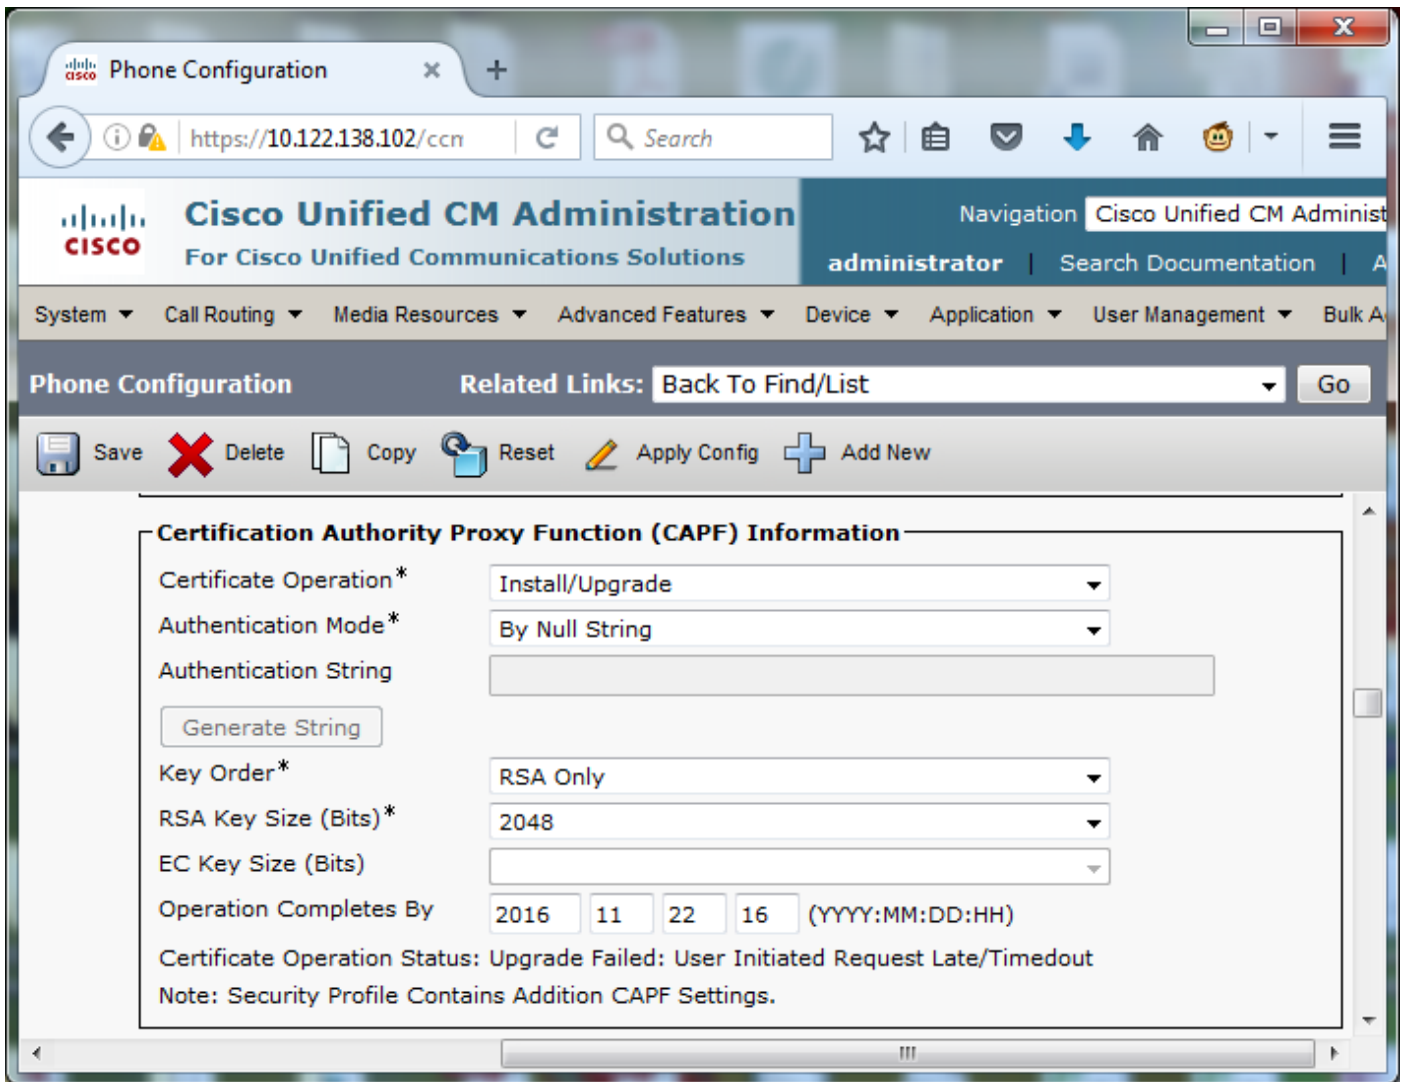 Phone Configuration
https://10.122.138.102/ccm
Search
CISCO
Cisco Unified CM Administration
For Cisco Unified Communications Solutions
Navigation Cisco Unified CM Administ
administrator | Search Documentation | A
System Call Routing Media Resources Advanced Features Device Application User Management Bulk A
Phone Configuration Related Links: Back To Find/List Go
Save Delete Copy Reset Apply Config Add New
Certification Authority Proxy Function (CAPF) Information
Certificate Operation* Install/Upgrade
Authentication Mode* By Null String
Authentication String
Generate String
Key Order* RSA Only
RSA Key Size (Bits)* 2048
EC Key Size (Bits)
Operation Completes By 2016 11 22 16 (YYYY:MM:DD:HH)
Certificate Operation Status: Upgrade Failed: User Initiated Request Late/Timedout
Note: Security Profile Contains Addition CAPF Settings.